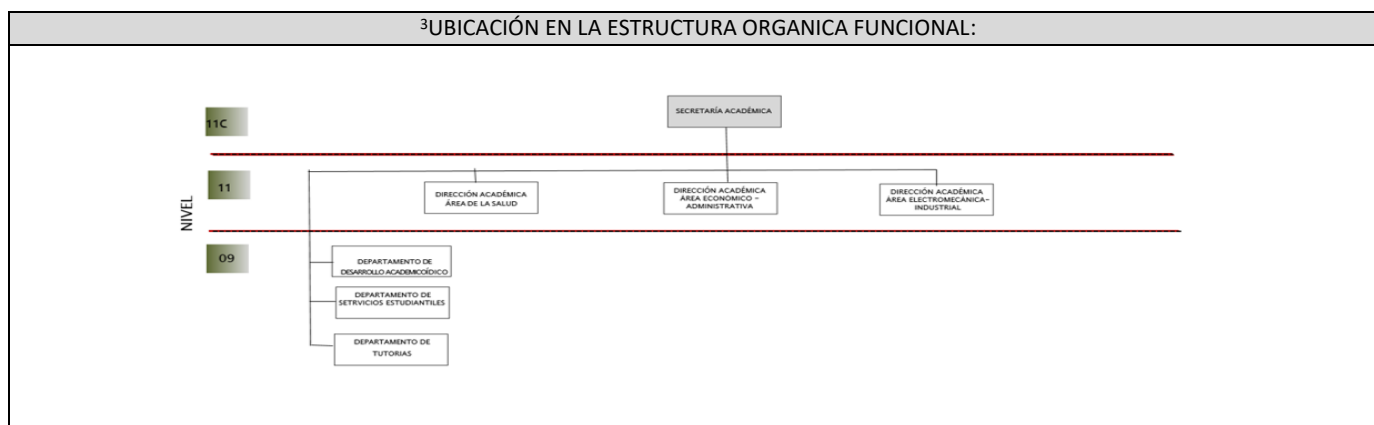 ³UBICACIÓN EN LA ESTRUCTURA ORGANICA FUNCIONAL:
11C
SECRETARÍA ACADÉMICA
NIVEL
11
DIRECCIÓN ACADÉMICA
ÁREA DE LA SALUD
DIRECCIÓN ACADÉMICA
ÁREA ECONÓMICO –
ADMINISTRATIVA
DIRECCIÓN ACADÉMICA
ÁREA ELECTROMECÁNICA–
INDUSTRIAL
09
DEPARTAMENTO DE
DESARROLLO ACADEMICOÍDICO
DEPARTAMENTO DE
SETRVICIOS ESTUDIANTILES
DEPARTAMENTO DE
TUTORIAS